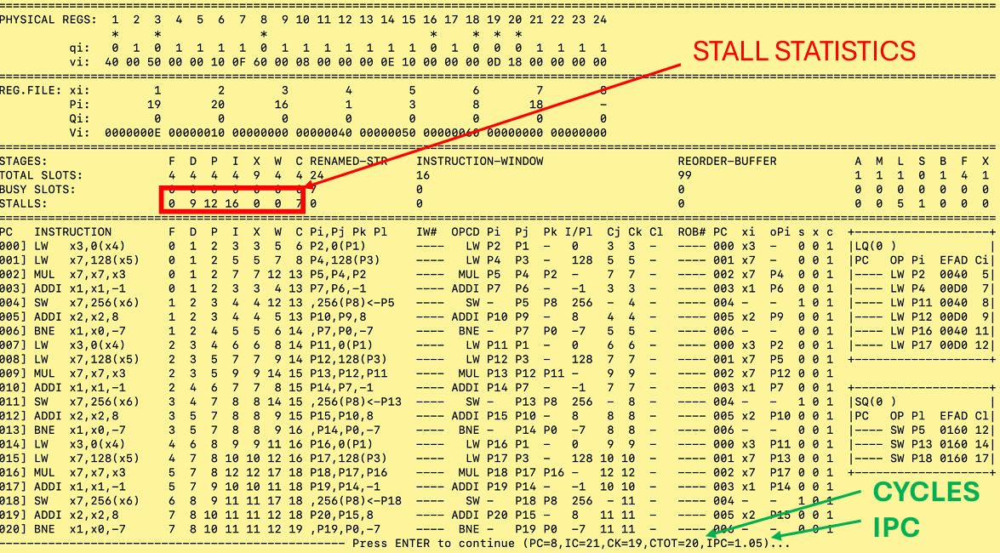 PHYSICAL REGS: 1 2 3 4 5 6 7 8 9 10 11 12 13 14 15 16 17 18 19 20 21 22 23 24
* * * * * * *
qi: 0 1 0 1 1 1 1 0 1 1 1 1 1 1 1 0 1 0 0 0 1 1 1 1
vi: 40 00 50 00 00 10 0F 60 00 08 00 00 00 0E 10 00 00 00 0D 18 00 00 00 00
STALL STATISTICS
REG.FILE: xi: 1 2 3 4 5 6 7 8
Pi: 19 20 16 1 3 8 18 -
Qi: 0 0 0 0 0 0 0 0
Vi: 0000000E 00000010 00000000 00000040 00000050 00000060 00000000 00000000
STAGES: F D P I X W C RENAMED-STR INSTRUCTION-WINDOW REORDER-BUFFER A M L S B F X
TOTAL SLOTS: 4 4 4 4 9 4 4 24 16 99 1 1 1 0 1 4 1
BUSY SLOTS: 0 0 0 0 0 0 0 7 0 0 0 0 0 0 0 0 0
STALLS: 0 9 12 16 0 0 7 0 0 0 0 0 5 1 0 0 0
PC INSTRUCTION F D P I X W C Pi,Pj Pk Pl IW# OPCD Pi Pj Pk I/Pl Cj Ck Cl ROB# PC xi oPi s x c +------------------+
000] LW x3,0(x4) 0 1 2 3 3 5 6 P2,0(P1) ---- LW P2 P1 - 0 3 3 - ---- 000 x3 - 0 0 1 |LQ(0 ) |
001] LW x7,128(x5) 0 1 2 5 5 7 8 P4,128(P3) ---- LW P4 P3 - 128 5 5 - ---- 001 x7 - 0 0 1 |PC OP Pi EFAD Ci|
002] MUL x7,x7,x3 0 1 2 7 7 12 13 P5,P4,P2 ---- MUL P5 P4 P2 - 7 7 - ---- 002 x7 P4 0 0 1 |---- LW P2 0040 5|
003] ADDI x1,x1,-1 0 1 2 3 3 4 13 P7,P6,-1 ---- ADDI P7 P6 - -1 3 3 - ---- 003 x1 P6 0 0 1 |---- LW P4 00D0 7|
004] SW x7,256(x6) 1 2 3 4 4 12 13 ,256(P8)<-P5 ---- SW - P5 P8 256 - 4 - ---- 004 - - 1 0 1 |---- LW P11 0040 8|
005] ADDI x2,x2,8 1 2 3 4 4 5 13 P10,P9,8 ---- ADDI P10 P9 - 8 4 4 - ---- 005 x2 P9 0 0 1 |---- LW P12 00D0 9|
006] BNE x1,x0,-7 1 2 4 5 5 6 14 ,P7,P0,-7 ---- BNE - P7 P0 -7 5 5 - ---- 006 - - 0 0 1 |---- LW P16 0040 11|
007] LW x3,0(x4) 2 3 4 6 6 8 14 P11,0(P1) ---- LW P11 P1 - 0 6 6 - ---- 000 x3 P2 0 0 1 |---- LW P17 00D0 12|
008] LW x7,128(x5) 2 3 5 7 7 9 14 P12,128(P3) ---- LW P12 P3 - 128 7 7 - ---- 001 x7 P5 0 0 1 +------------------+
009] MUL x7,x7,x3 2 3 5 9 9 14 15 P13,P12,P11 ---- MUL P13 P12 P11 - 9 9 - ---- 002 x7 P12 0 0 1
010] ADDI x1,x1,-1 2 4 6 7 7 8 15 P14,P7,-1 ---- ADDI P14 P7 - -1 7 7 - ---- 003 x1 P7 0 0 1 +------------------+
011] SW x7,256(x6) 3 4 7 8 8 14 15 ,256(P8)<-P13 ---- SW - P13 P8 256 - 8 - ---- 004 - - 1 0 1 |SQ(0 ) |
012] ADDI x2,x2,8 3 5 7 8 8 9 15 P15,P10,8 ---- ADDI P15 P10 - 8 8 8 - ---- 005 x2 P10 0 0 1 |PC OP Pl EFAD Cl|
013] BNE x1,x0,-7 3 5 7 8 8 9 16 ,P14,P0,-7 ---- BNE - P14 P0 -7 8 8 - ---- 006 - - 0 0 1 |---- SW P5 0160 12|
014] LW x3,0(x4) 4 6 8 9 9 11 16 P16,0(P1) ---- LW P16 P1 - 0 9 9 - ---- 000 x3 P11 0 0 1 |---- SW P13 0160 14|
015] LW x7,128(x5) 4 7 8 10 10 12 16 P17,128(P3) ---- LW P17 P3 - 128 10 10 - ---- 001 x7 P13 0 0 1 |---- SW P18 0160 17|
016] MUL x7,x7,x3 5 7 8 12 12 17 18 P18,P17,P16 ---- MUL P18 P17 P16 - 12 12 - ---- 002 x7 P17 0 0 1 +------------------+
017] ADDI x1,x1,-1 5 7 9 10 10 11 18 P19,P14,-1 ---- ADDI P19 P14 - -1 10 10 - ---- 003 x1 P14 0 0 1
018] SW x7,256(x6) 6 8 9 11 11 17 18 ,256(P8)<-P18 ---- SW - P18 P8 256 - 11 - ---- 004 - - 1 0 1
CYCLES
019] ADDI x2,x2,8 7 8 10 11 11 12 18 P20,P15,8 ---- ADDI P20 P15 - 8 11 11 - ---- 005 x2 P15 0 0 1
020] BNE x1,x0,-7 7 8 10 11 11 12 19 ,P19,P0,-7 ---- BNE - P19 P0 -7 11 11 - ---- 006 - - 0 0 1
IPC
Press ENTER to continue (PC=8,IC=21,CK=19,CTOT=20,IPC=1.05)...